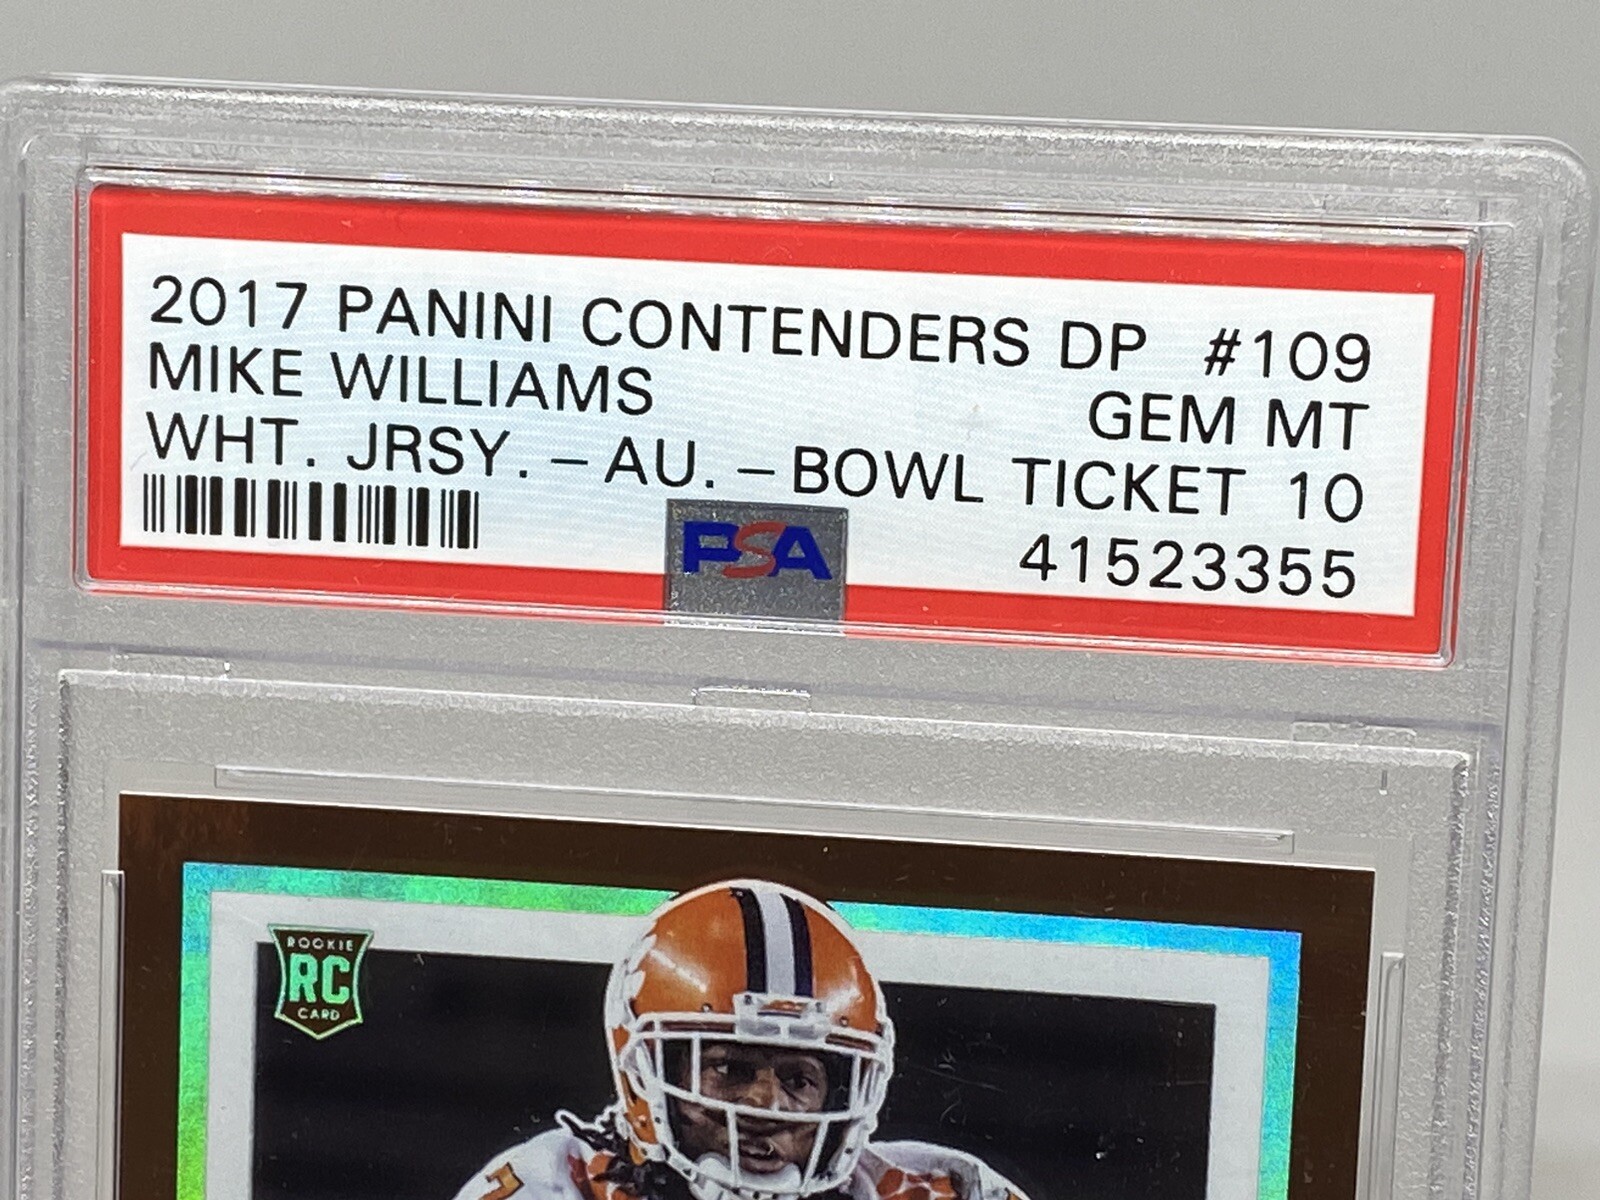 2017 PANINI CONTENDERS DP #109
MIKE WILLIAMS GEM MT
WHT. JRSY. - AU. - BOWL TICKET 10
PSA 41523355
ROOKIE
RC
CARD
7